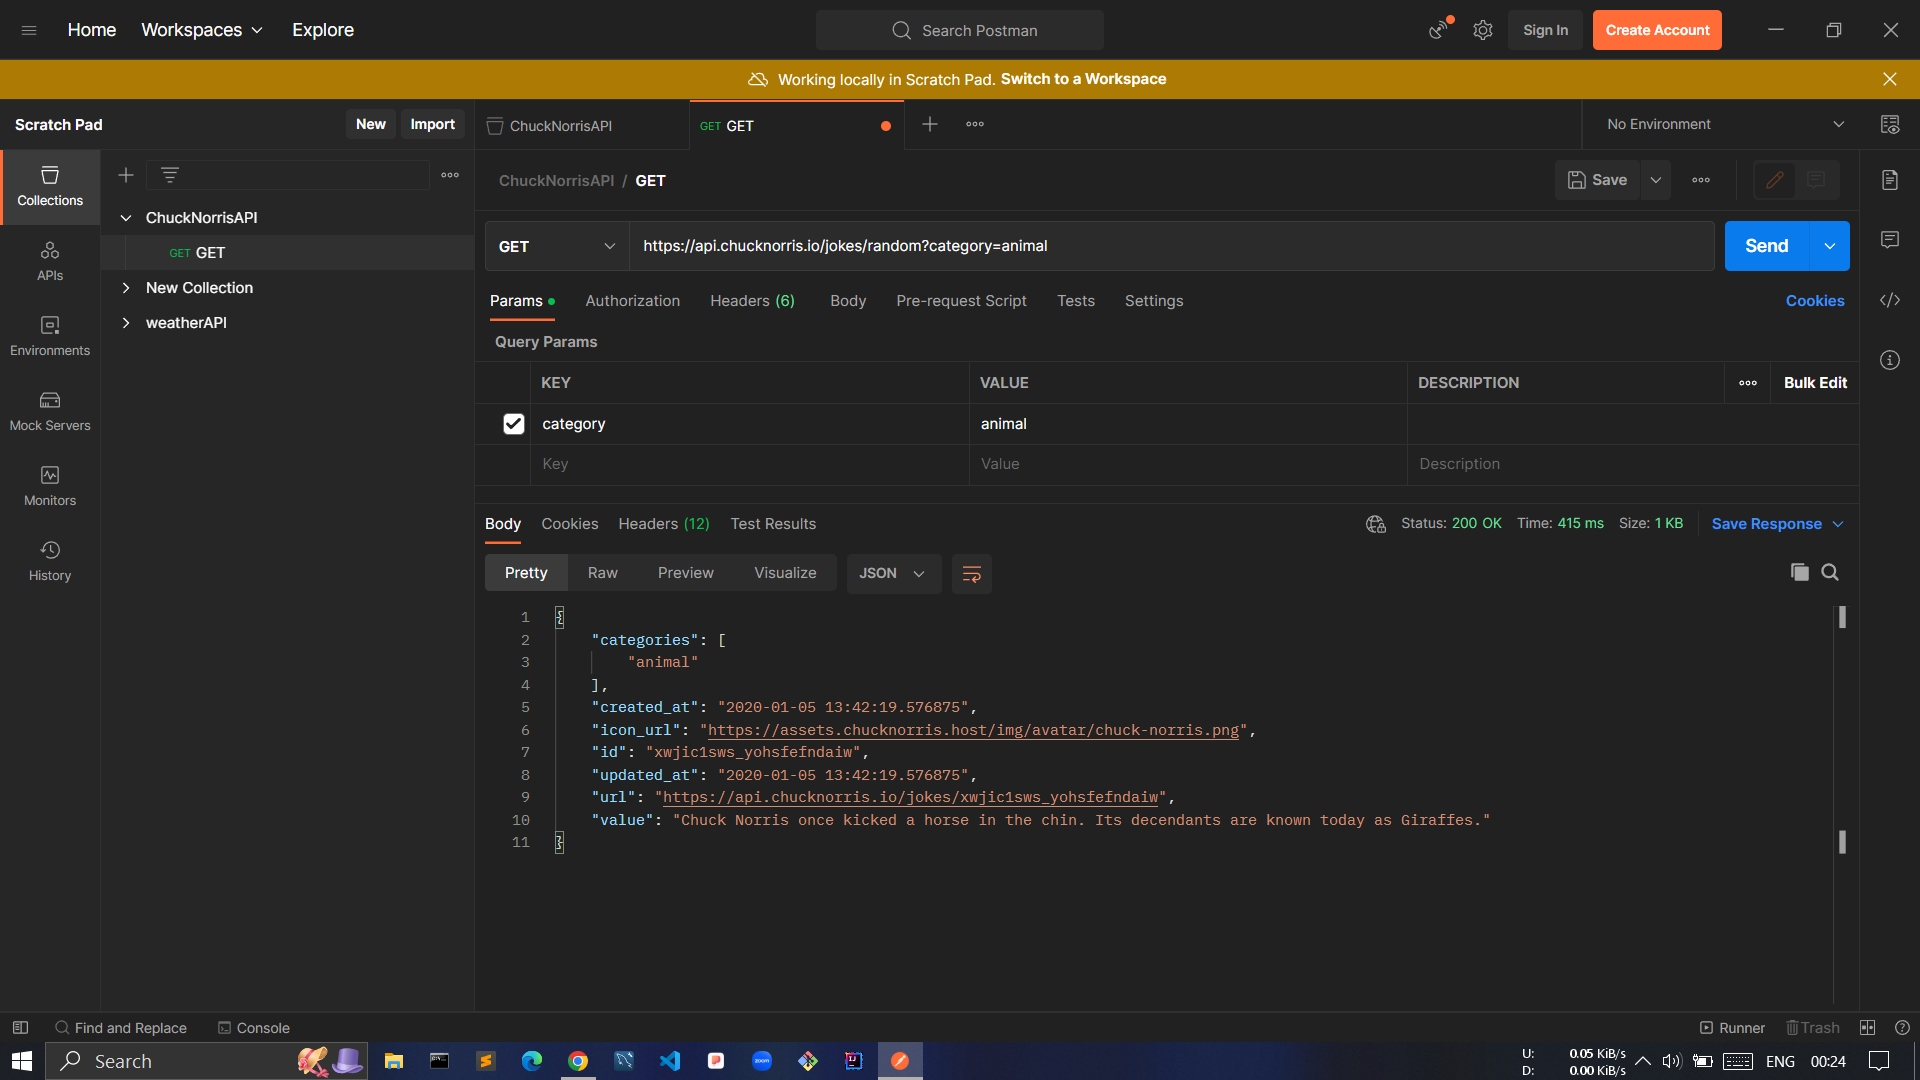 Home Workspaces Explore Search Postman Sign In Create Account
Working locally in Scratch Pad. Switch to a Workspace
Scratch Pad New Import ChuckNorrisAPI GET GET No Environment
Collections
APIs
Environments
Mock Servers
Monitors
History
ChuckNorrisAPI
GET GET
New Collection
weatherAPI
ChuckNorrisAPI / GET Save
GET https://api.chucknorris.io/jokes/random?category=animal Send
Params Authorization Headers (6) Body Pre-request Script Tests Settings Cookies
Query Params
KEY VALUE DESCRIPTION Bulk Edit
category animal
Key Value Description
Body Cookies Headers (12) Test Results Status: 200 OK Time: 415 ms Size: 1 KB Save Response
Pretty Raw Preview Visualize JSON
1 {
2 "categories": [
3 "animal"
4 ],
5 "created_at": "2020-01-05 13:42:19.576875",
6 "icon_url": "https://assets.chucknorris.host/img/avatar/chuck-norris.png",
7 "id": "xwjic1sws_yohsfefndaiw",
8 "updated_at": "2020-01-05 13:42:19.576875",
9 "url": "https://api.chucknorris.io/jokes/xwjic1sws_yohsfefndaiw",
10 "value": "Chuck Norris once kicked a horse in the chin. Its decendants are known today as Giraffes."
11 }
Find and Replace Console Runner Trash
Search zoom IJ U: 0.05 KiB/s ENG 00:24
D: 0.00 KiB/s